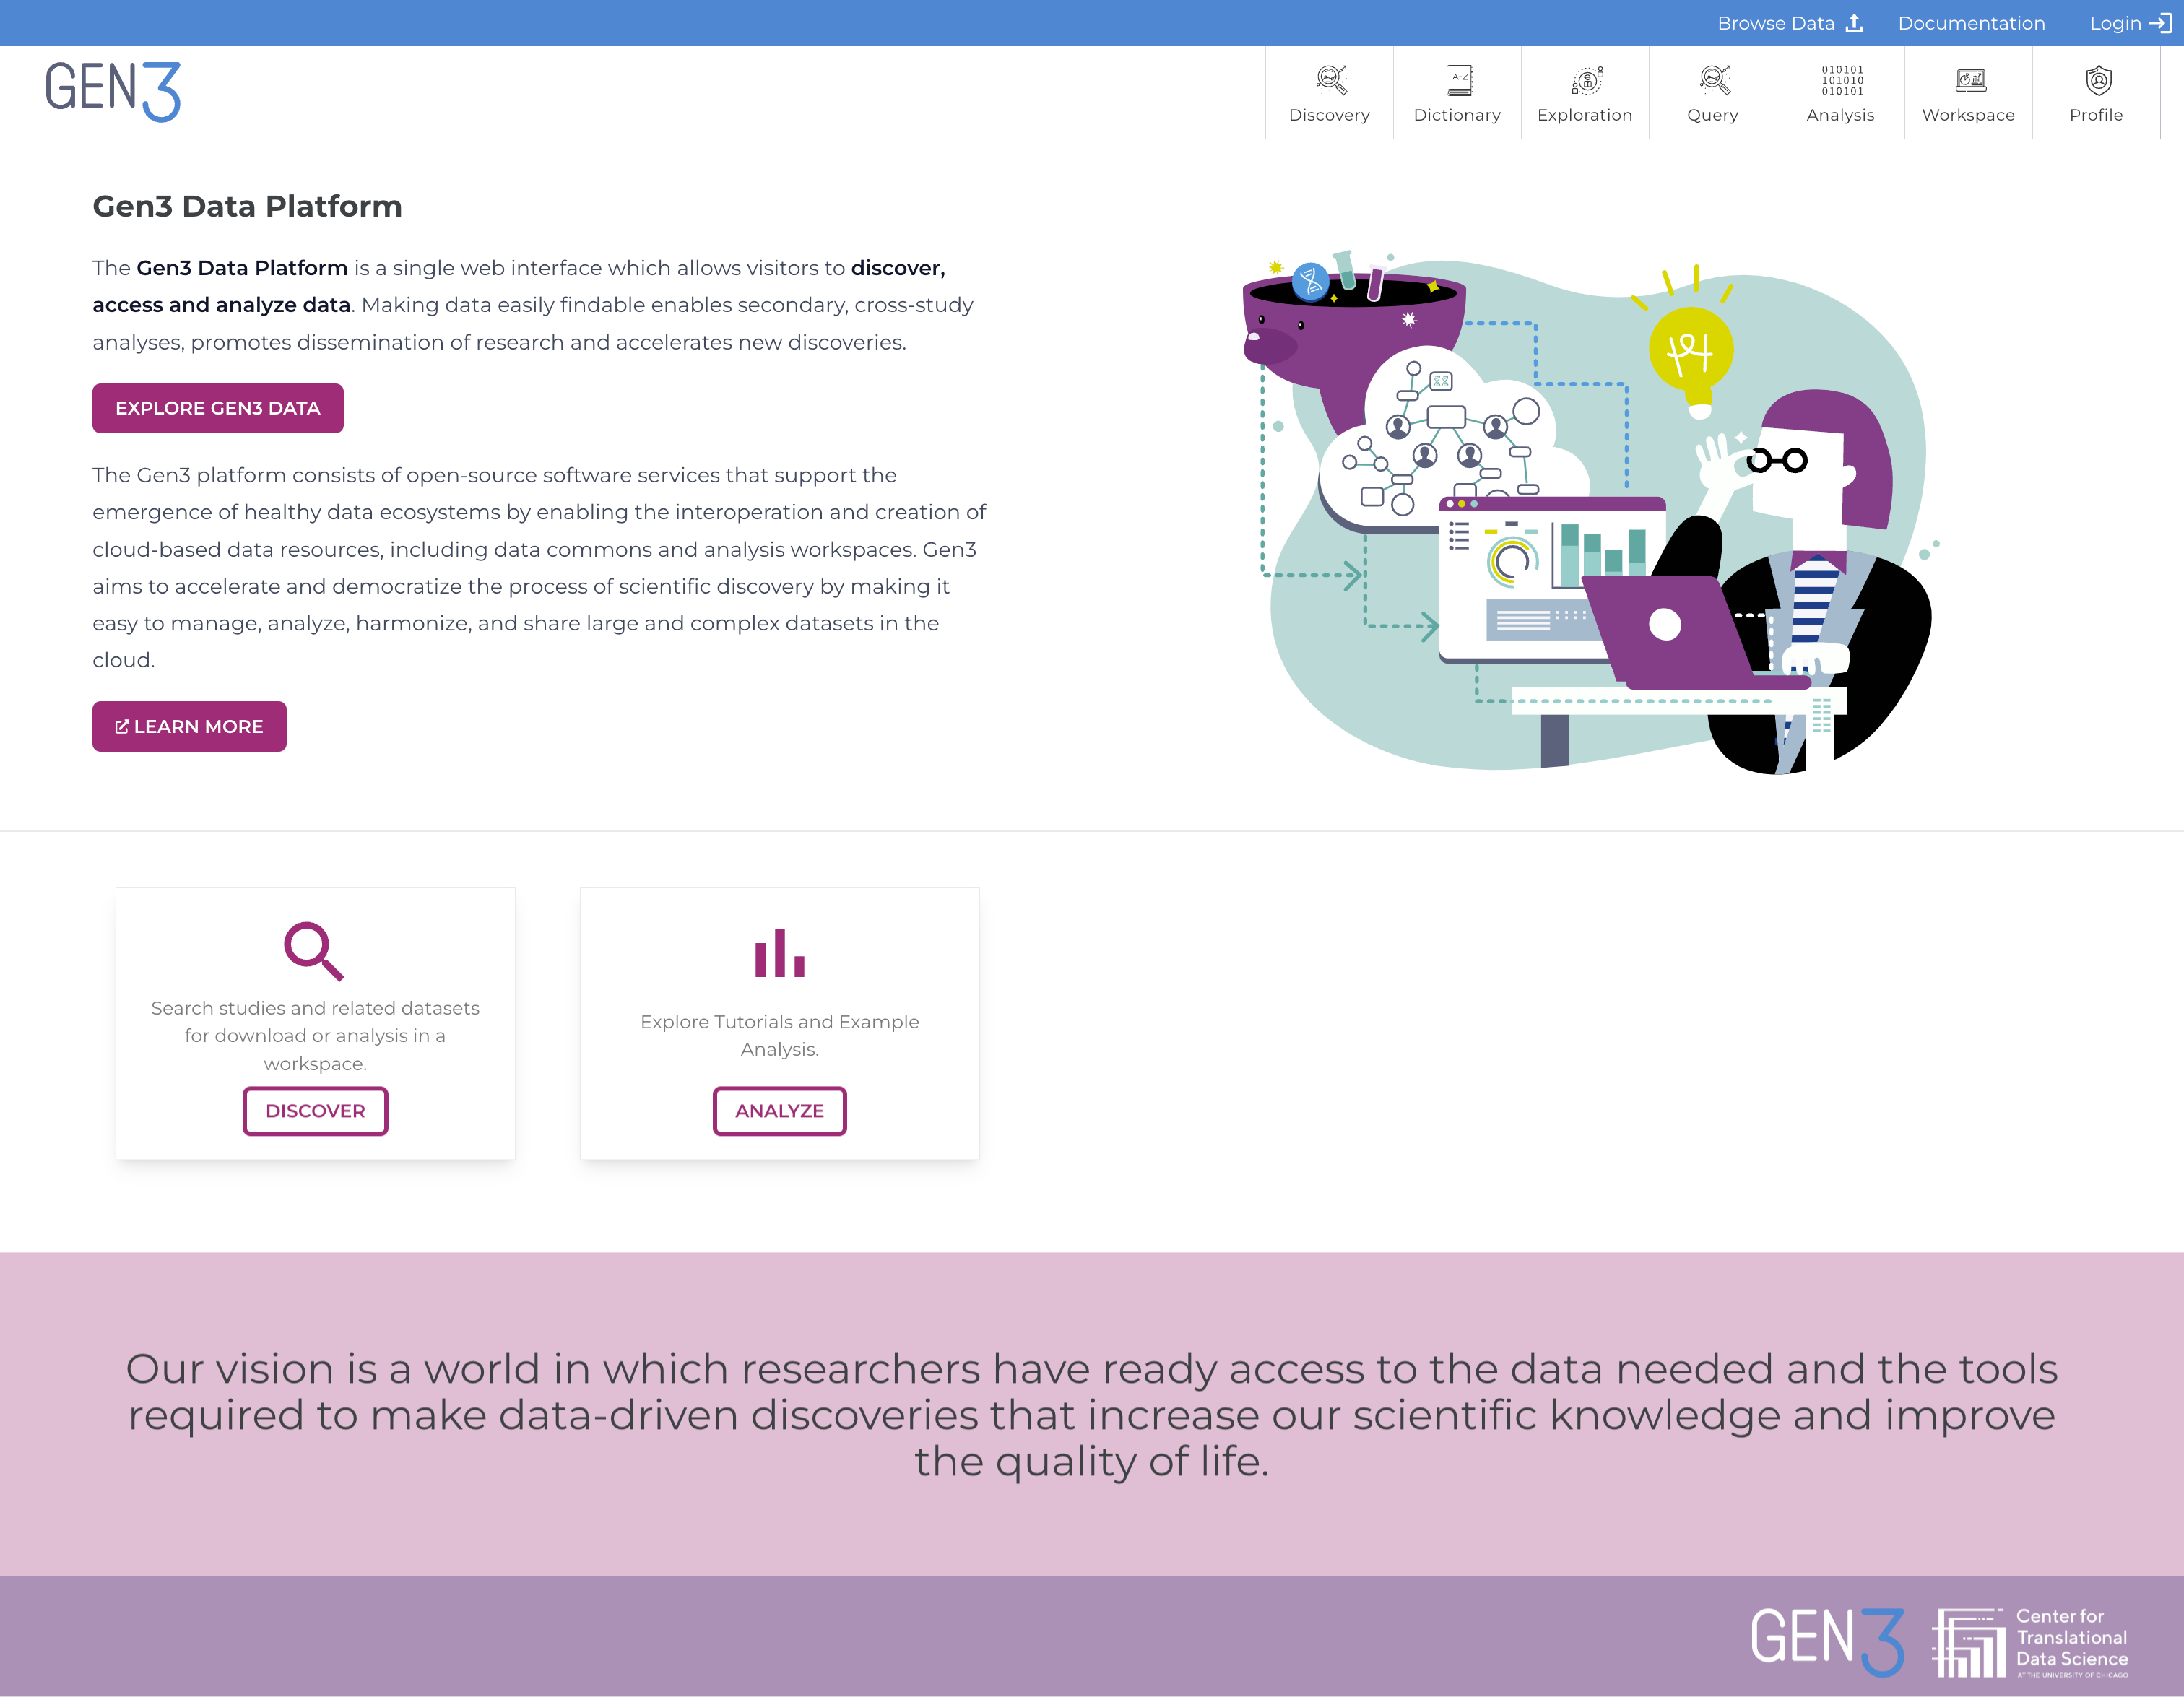 Browse Data Documentation Login
GEN3
A-Z
010101
101010
010101
Discovery Dictionary Exploration Query Analysis Workspace Profile
Gen3 Data Platform
The Gen3 Data Platform is a single web interface which allows visitors to discover,
access and analyze data. Making data easily findable enables secondary, cross-study
analyses, promotes dissemination of research and accelerates new discoveries.
EXPLORE GEN3 DATA
The Gen3 platform consists of open-source software services that support the
emergence of healthy data ecosystems by enabling the interoperation and creation of
cloud-based data resources, including data commons and analysis workspaces. Gen3
aims to accelerate and democratize the process of scientific discovery by making it
easy to manage, analyze, harmonize, and share large and complex datasets in the
cloud.
LEARN MORE
Search studies and related datasets
for download or analysis in a
workspace.
DISCOVER
Explore Tutorials and Example
Analysis.
ANALYZE
Our vision is a world in which researchers have ready access to the data needed and the tools
required to make data-driven discoveries that increase our scientific knowledge and improve
the quality of life.
GEN3
Center for
Translational
Data Science
AT THE UNIVERSITY OF CHICAGO